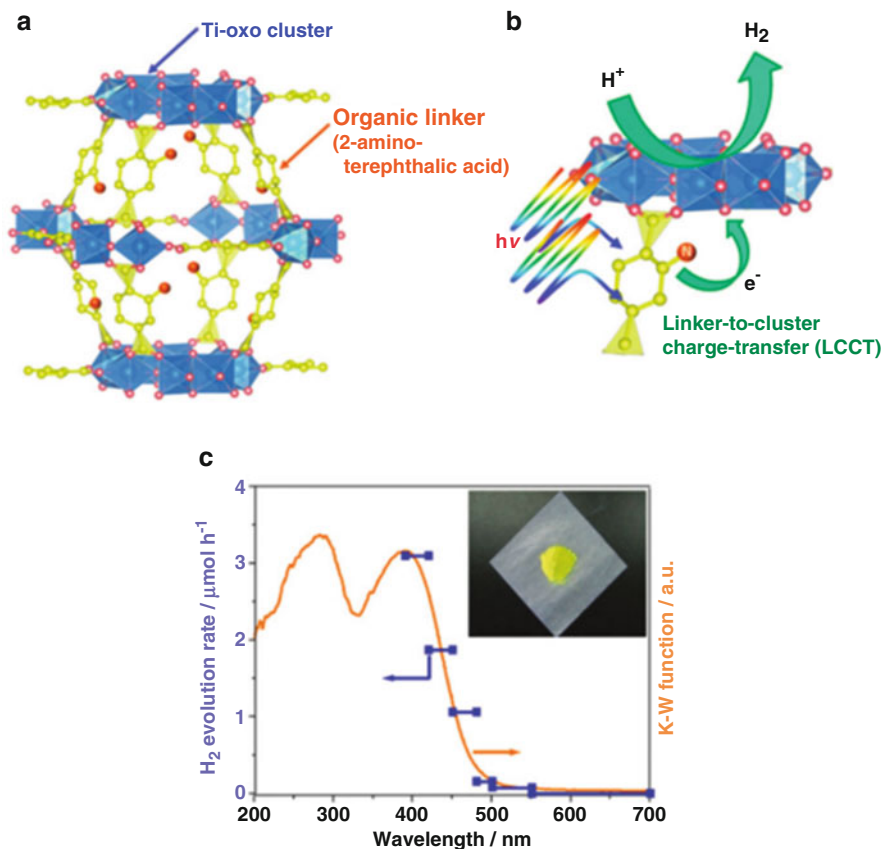 a
Ti-oxo cluster
Organic linker
(2-amino-
terephthalic acid)
b
H⁺
H₂
hν
N
e⁻
Linker-to-cluster
charge-transfer (LCCT)
c
H₂ evolution rate / μmol h⁻¹
4
3
2
1
0
200
300
400
500
600
700
Wavelength / nm
K-W function / a.u.